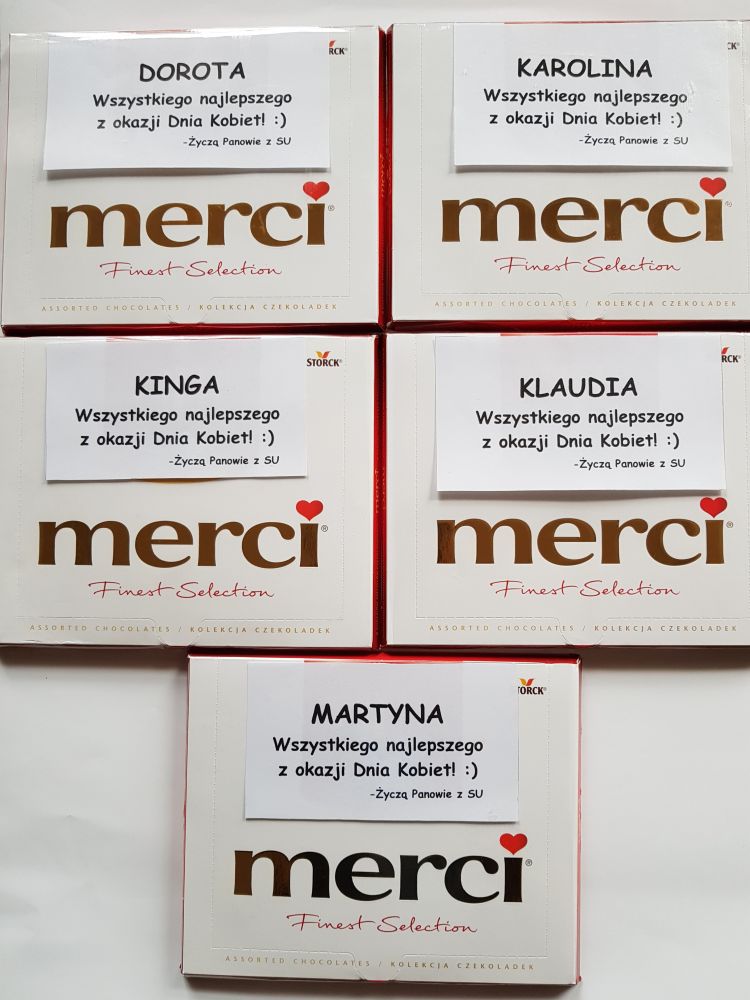 RCK®
DOROTA
Wszystkiego najlepszego
z okazji Dnia Kobiet! :)
-Życzą Panowie z SU
merci®
Finest Selection
ASSORTED CHOCOLATES / KOLEKCJA CZEKOLADEK
RCK®
KAROLINA
Wszystkiego najlepszego
z okazji Dnia Kobiet! :)
-Życzą Panowie z SU
merci®
Finest Selection
ASSORTED CHOCOLATES / KOLEKCJA CZEKOLADEK
STORCK®
KINGA
Wszystkiego najlepszego
z okazji Dnia Kobiet! :)
-Życzą Panowie z SU
merci®
Finest Selection
ASSORTED CHOCOLATES / KOLEKCJA CZEKOLADEK
RCK®
KLAUDIA
Wszystkiego najlepszego
z okazji Dnia Kobiet! :)
-Życzą Panowie z SU
merci®
Finest Selection
ASSORTED CHOCOLATES / KOLEKCJA CZEKOLADEK
TORCK®
MARTYNA
Wszystkiego najlepszego
z okazji Dnia Kobiet! :)
-Życzą Panowie z SU
merci®
Finest Selection
ASSORTED CHOCOLATES / KOLEKCJA CZEKOLADEK